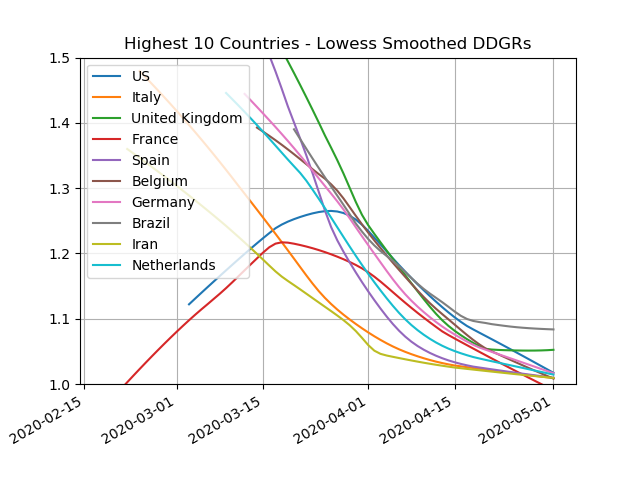 Highest 10 Countries - Lowess Smoothed DDGRs
1.5
1.4
1.3
1.2
1.1
1.0
US
Italy
United Kingdom
France
Spain
Belgium
Germany
Brazil
Iran
Netherlands
2020-02-15
2020-03-01
2020-03-15
2020-04-01
2020-04-15
2020-05-01